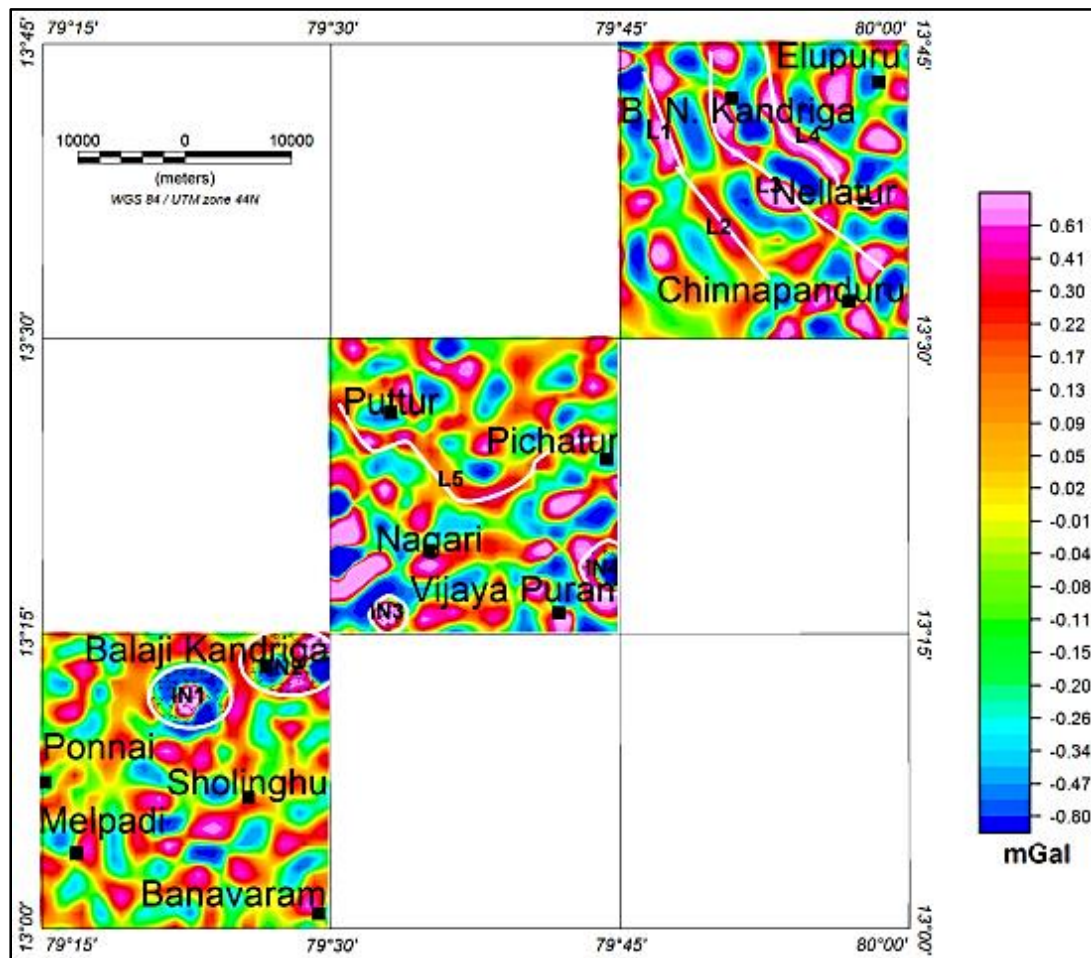 79°15' 79°30' 79°45' 80°00'
13°45' 13°45'
Elupuru
B. N. Kandriga
L1 L4
10000 0 10000
(meters)
WGS 84 / UTM zone 44N
L3 Nellatur
L2
Chinnapanduru
13°30' 13°30'
Puttur
Pichatur
L5
Nagari
IN4
Vijaya Puran
IN3
13°15' 13°15'
Balaji Kandriga
IN2
IN1
Ponnai
Sholinghu
Melpadi
Banavaram
13°00' 13°00'
79°15' 79°30' 79°45' 80°00'
0.61
0.41
0.30
0.22
0.17
0.13
0.09
0.05
0.02
-0.01
-0.04
-0.08
-0.11
-0.15
-0.20
-0.26
-0.34
-0.47
-0.80
mGal